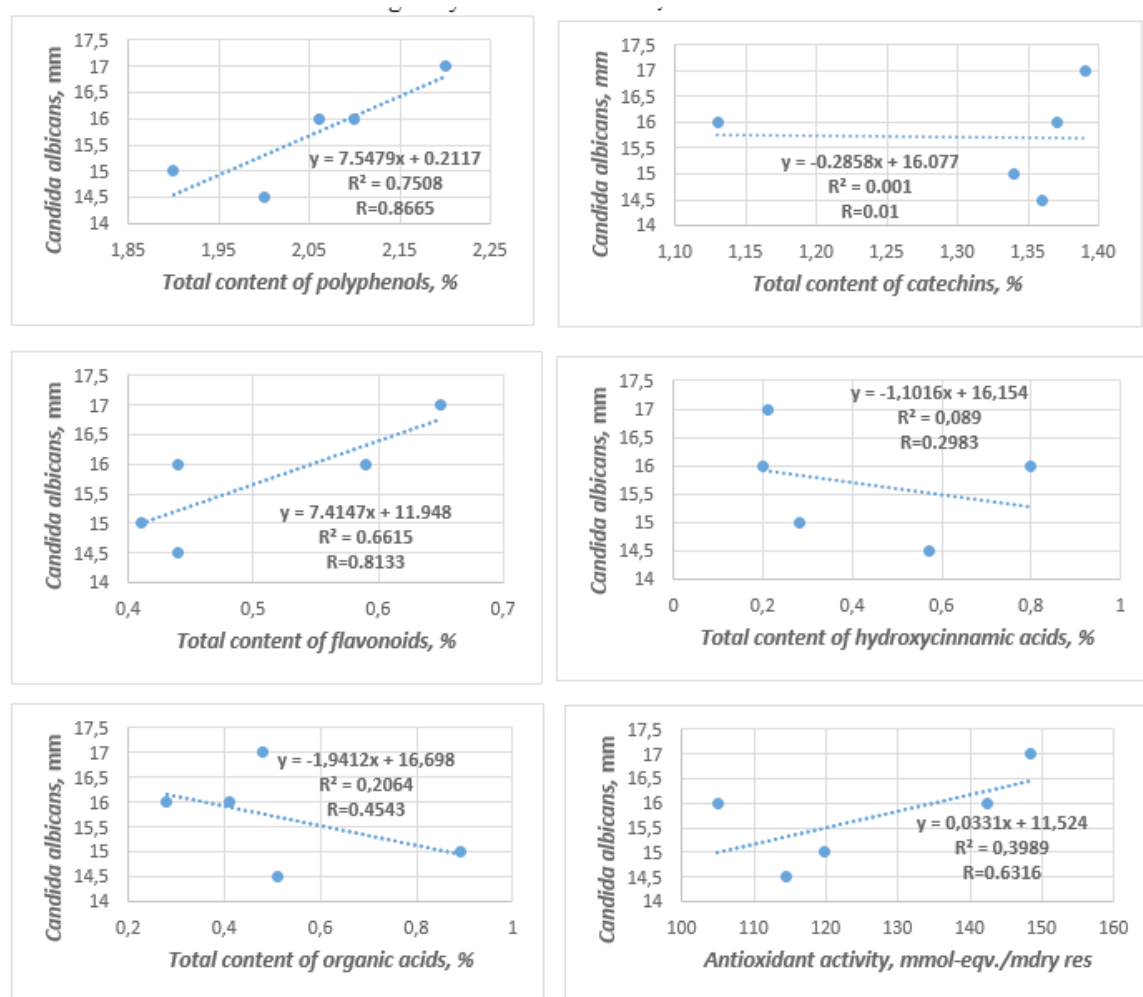 17,5
17
16,5
16
15,5
15
14,5
14
Candida albicans, mm
y = 7.5479x + 0.2117
R² = 0.7508
R=0.8665
1,85 1,95 2,05 2,15 2,25
Total content of polyphenols, %
17,5
17
16,5
16
15,5
15
14,5
14
Candida albicans, mm
y = -0.2858x + 16.077
R² = 0.001
R=0.01
1,10 1,15 1,20 1,25 1,30 1,35 1,40
Total content of catechins, %
17,5
17
16,5
16
15,5
15
14,5
14
Candida albicans, mm
y = 7.4147x + 11.948
R² = 0.6615
R=0.8133
0,4 0,5 0,6 0,7
Total content of flavonoids, %
17,5
17
16,5
16
15,5
15
14,5
14
Candida albicans, mm
y = -1,1016x + 16,154
R² = 0,089
R=0.2983
0 0,2 0,4 0,6 0,8 1
Total content of hydroxycinnamic acids, %
17,5
17
16,5
16
15,5
15
14,5
14
Candida albicans, mm
y = -1,9412x + 16,698
R² = 0,2064
R=0.4543
0,2 0,4 0,6 0,8 1
Total content of organic acids, %
17,5
17
16,5
16
15,5
15
14,5
14
Candida albicans, mm
y = 0,0331x + 11,524
R² = 0,3989
R=0.6316
100 110 120 130 140 150 160
Antioxidant activity, mmol-eqv./mdry res